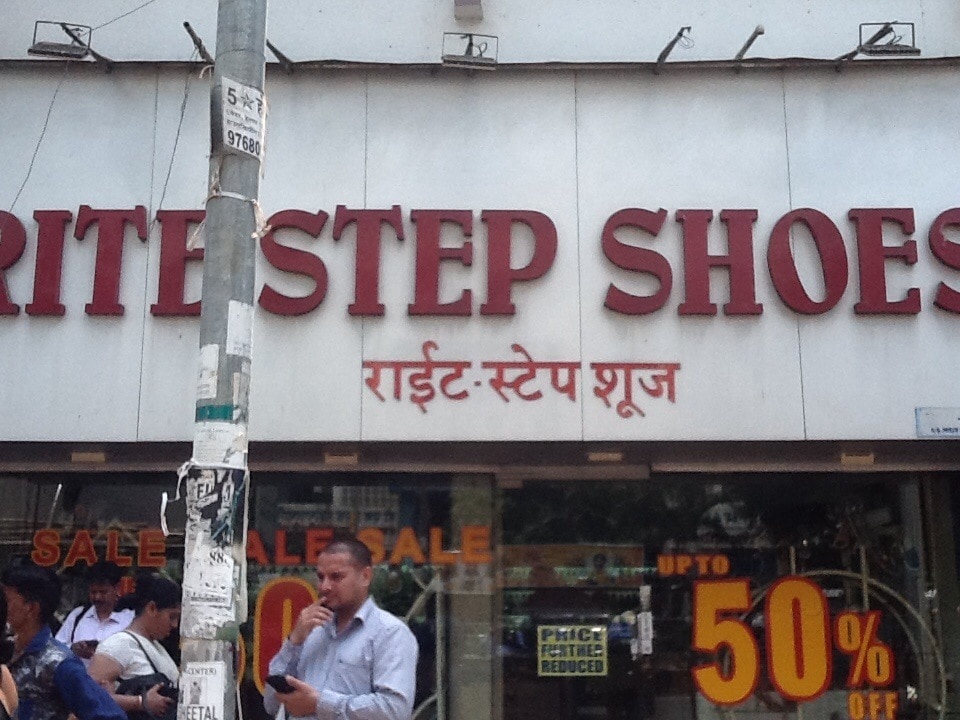 5☆
97680
RITE STEP SHOES
राईट-स्टेप शूज
SALE SALE SALE
UPTO
50% OFF
PRICE
FURTHER
REDUCED